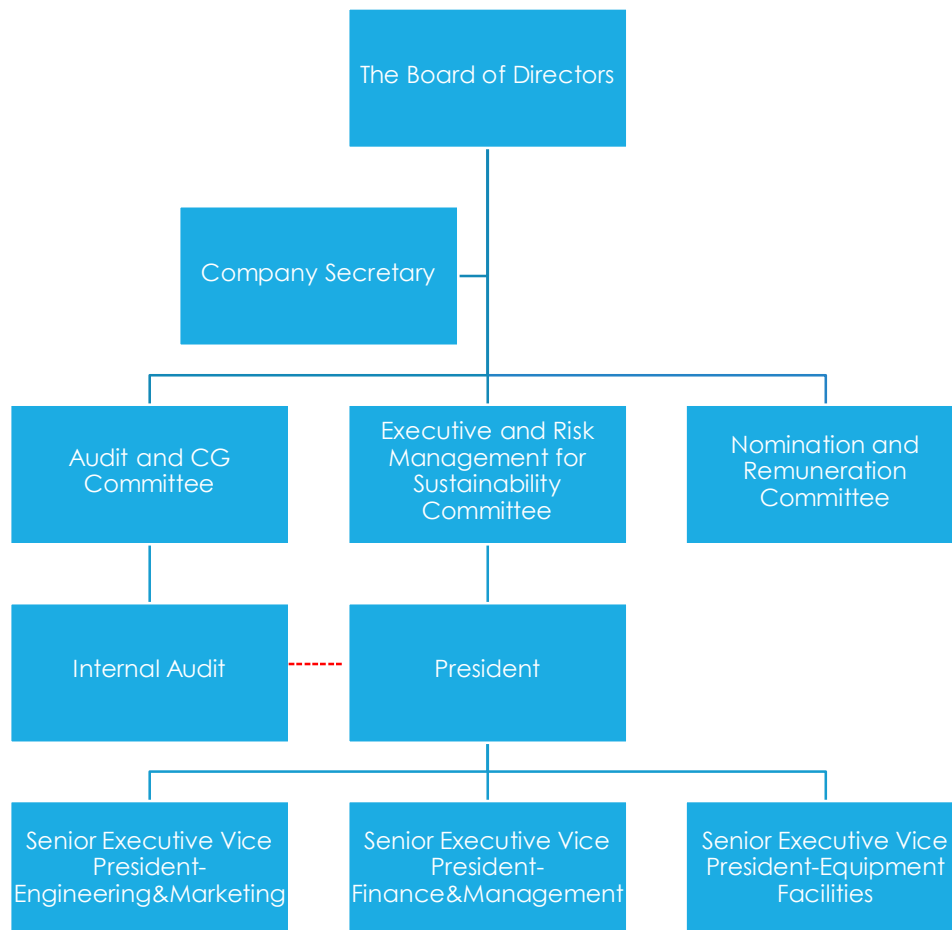 The Board of Directors
Company Secretary
Audit and CG
Committee
Executive and Risk
Management for
Sustainability
Committee
Nomination and
Remuneration
Committee
Internal Audit
President
Senior Executive Vice
President-
Engineering&Marketing
Senior Executive Vice
President-
Finance&Management
Senior Executive Vice
President-Equipment
Facilities